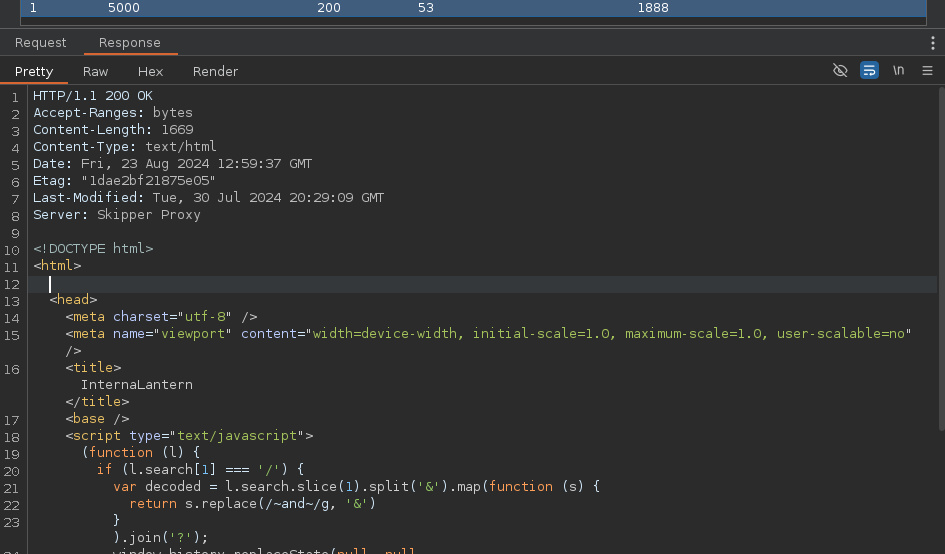 1 5000 200 53 1888
Request Response
Pretty Raw Hex Render \n
1 HTTP/1.1 200 OK
2 Accept-Ranges: bytes
3 Content-Length: 1669
4 Content-Type: text/html
5 Date: Fri, 23 Aug 2024 12:59:37 GMT
6 Etag: "1dae2bf21875e05"
7 Last-Modified: Tue, 30 Jul 2024 20:29:09 GMT
8 Server: Skipper Proxy
9
10 <!DOCTYPE html>
11 <html>
12
13 <head>
14 <meta charset="utf-8" />
15 <meta name="viewport" content="width=device-width, initial-scale=1.0, maximum-scale=1.0, user-scalable=no"
/>
16 <title>
InternaLantern
</title>
17 <base />
18 <script type="text/javascript">
19 (function (l) {
20 if (l.search[1] === '/') {
21 var decoded = l.search.slice(1).split('&').map(function (s) {
22 return s.replace(/~and~/g, '&')
23 }
).join('?');
window.history.replaceState(null, null,